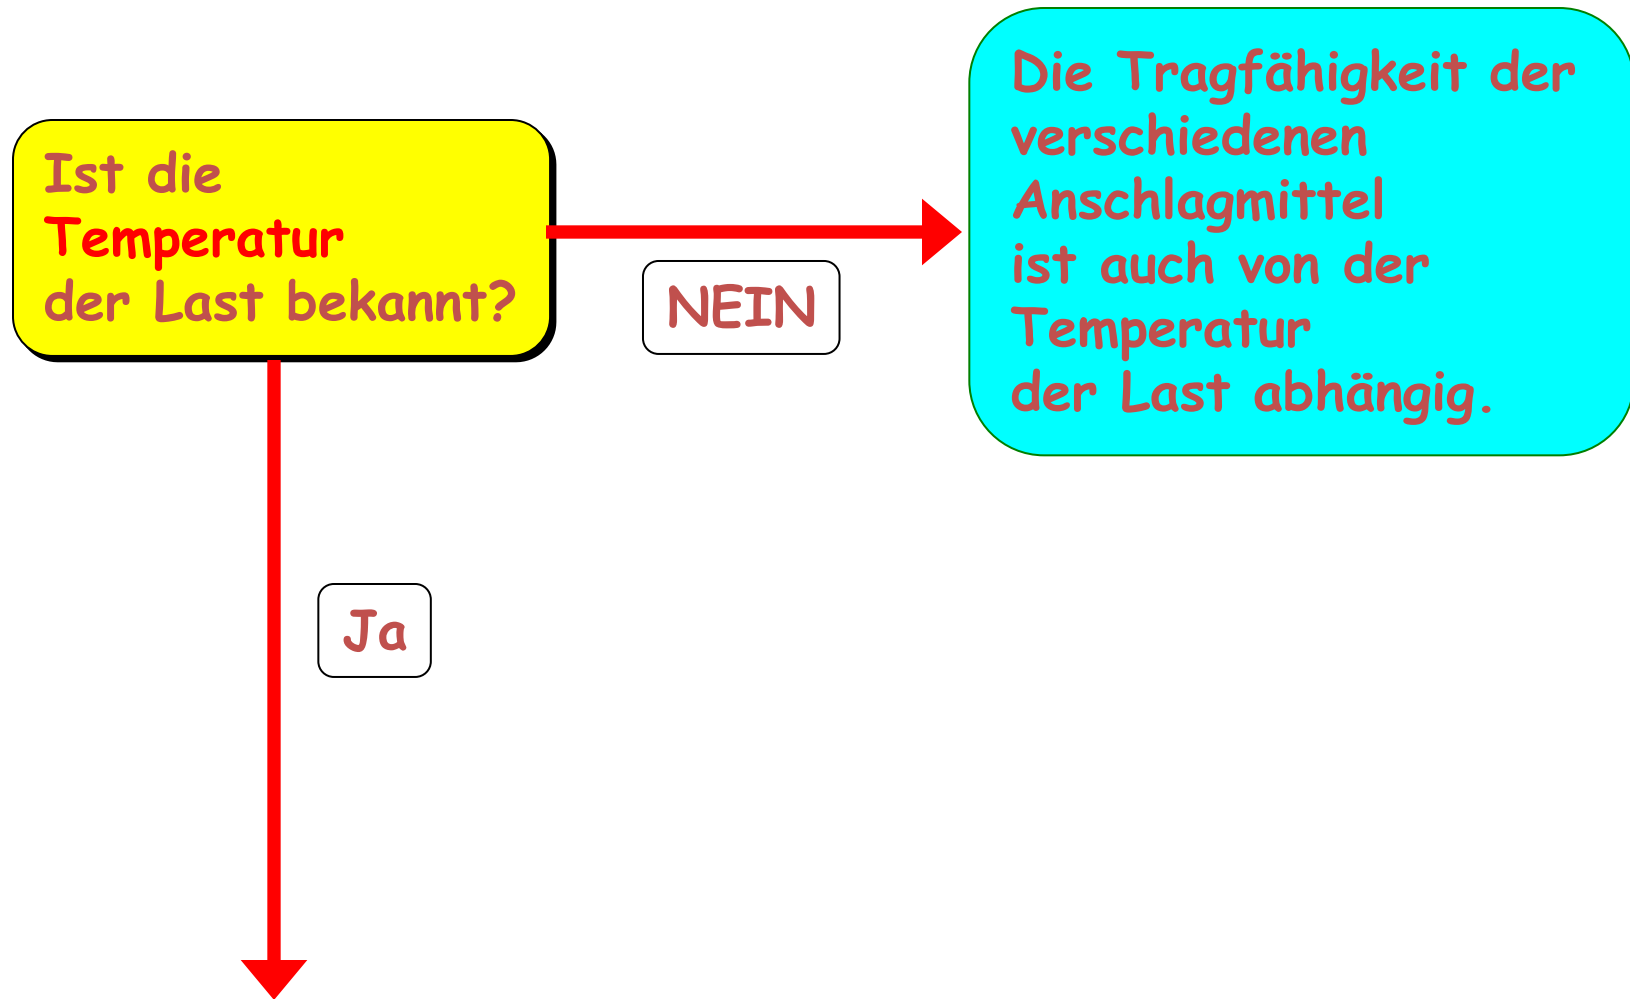 Ist die
Temperatur
der Last bekannt?
NEIN
Die Tragfähigkeit der
verschiedenen
Anschlagmittel
ist auch von der
Temperatur
der Last abhängig.
Ja